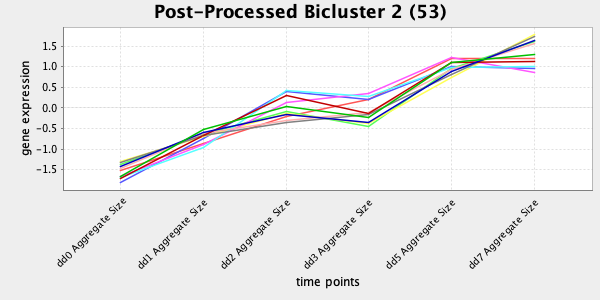 Post-Processed Bicluster 2 (53)
gene expression
1.5
1.0
0.5
0.0
-0.5
-1.0
-1.5
dd0 Aggregate Size
dd1 Aggregate Size
dd2 Aggregate Size
dd3 Aggregate Size
dd5 Aggregate Size
dd7 Aggregate Size
time points